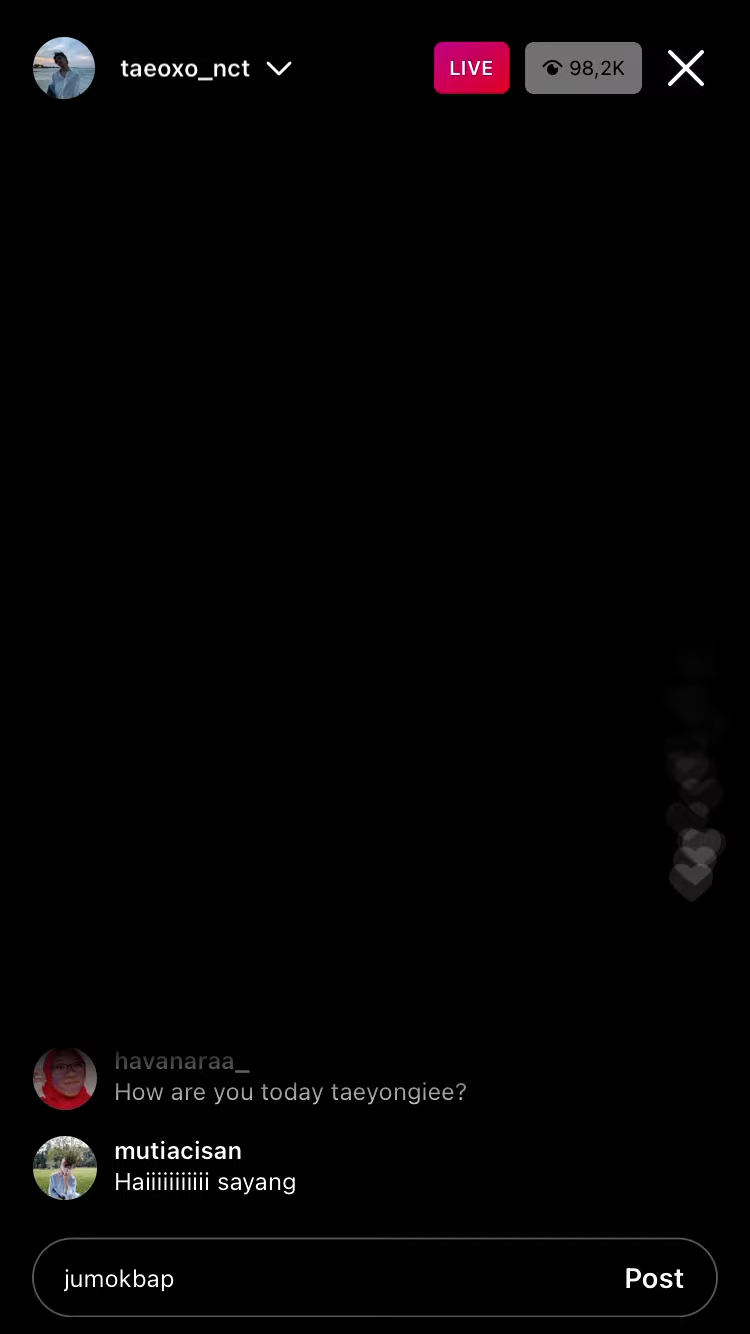 taeoxo_nct
LIVE
98,2K
havanaraa_
How are you today taeyongiee?
mutiacisan
Haiiiiiiiiiii sayang
jumokbap
Post